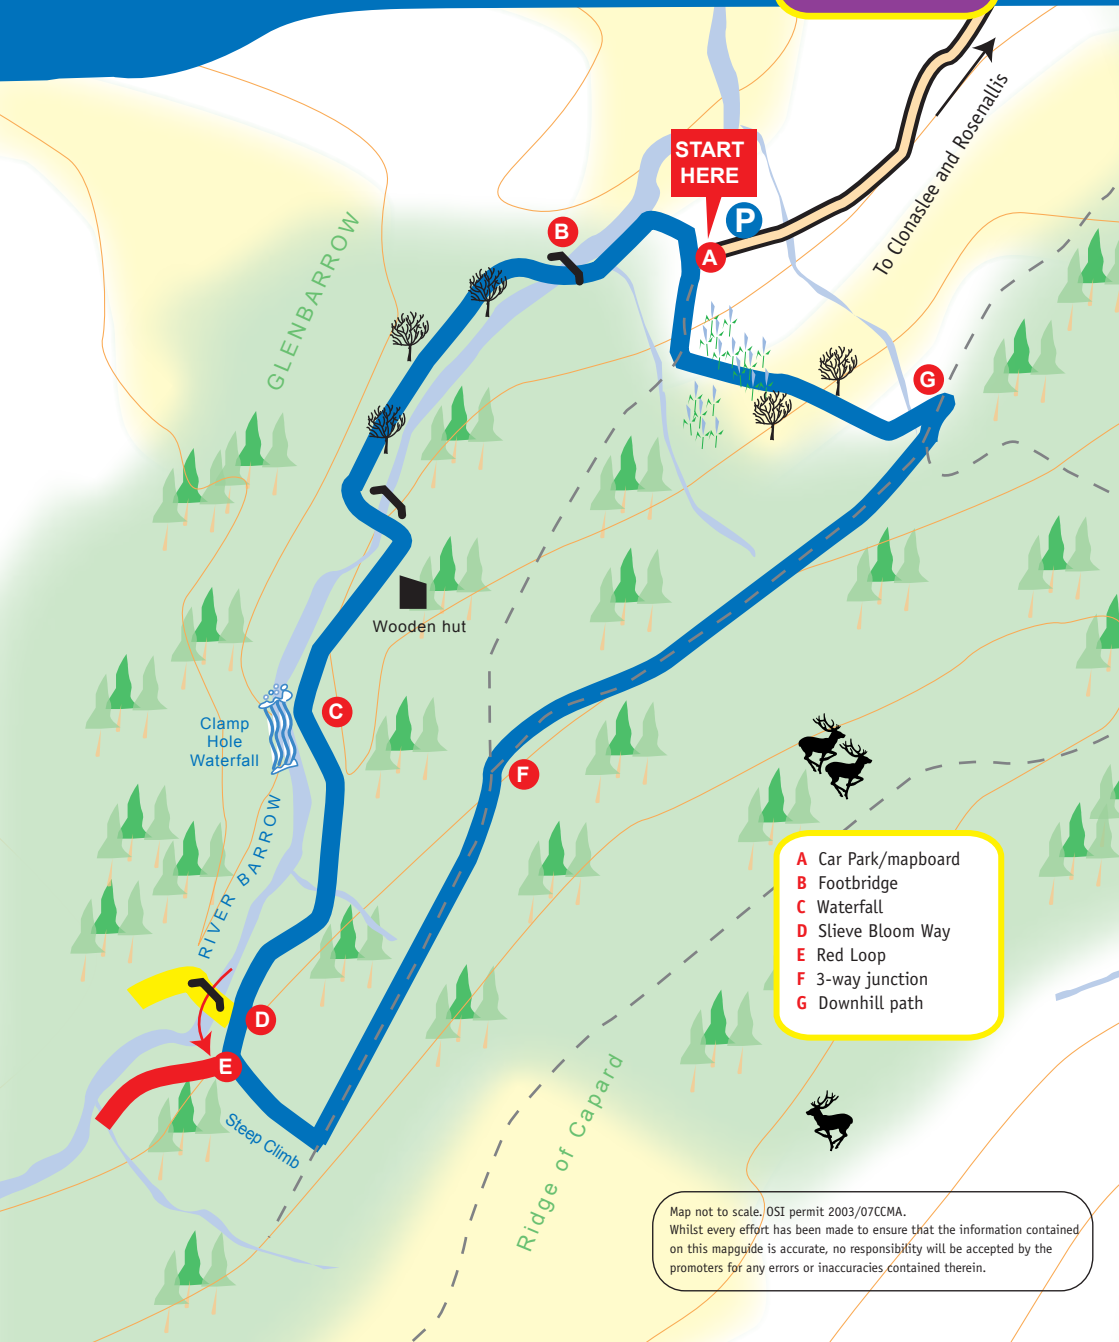 START
HERE
P
A
B
To Clonaslee and Rosenallis
GLENBARROW
G
Wooden hut
C
Clamp
Hole
Waterfall
F
RIVER BARROW
A Car Park/mapboard
B Footbridge
C Waterfall
D Slieve Bloom Way
E Red Loop
F 3-way junction
G Downhill path
D
E
Steep Climb
Ridge of Capard
Map not to scale. OSI permit 2003/07CCMA.
Whilst every effort has been made to ensure that the information contained
on this mapguide is accurate, no responsibility will be accepted by the
promoters for any errors or inaccuracies contained therein.